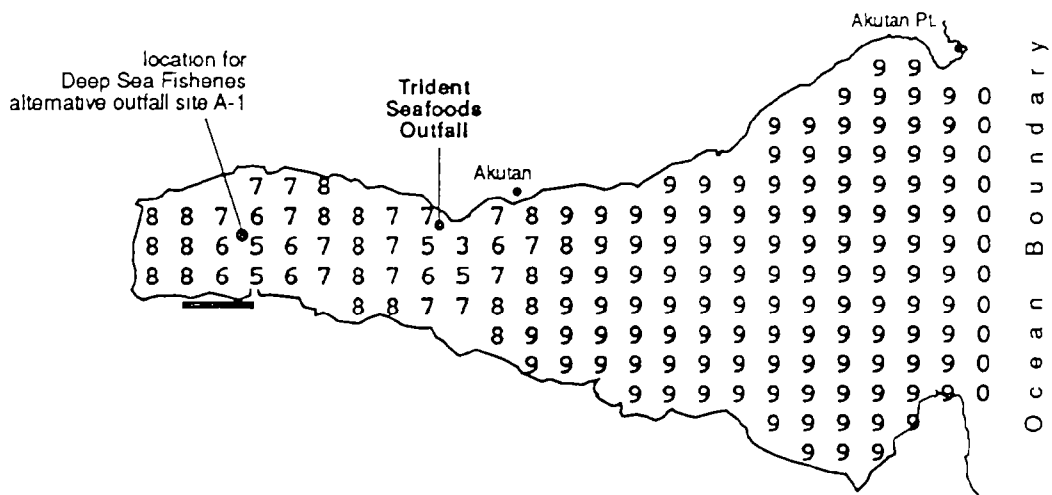 Akutan Pt.
location for
Deep Sea Fisheries
alternative outfall site A-1
Trident
Seafoods
Outfall
Akutan
9 9
9 9 9 9 0
9 9 9 9 9 9 0
9 9 9 9 9 9 0
7 7 8 9 9 9 9 9 9 9 9 9 0
8 8 7 6 7 8 8 7 7 7 8 9 9 9 9 9 9 9 9 9 9 9 9 0
8 8 6 5 6 7 8 7 5 3 6 7 8 9 9 9 9 9 9 9 9 9 9 9 0
8 8 6 5 6 7 8 7 6 5 7 8 9 9 9 9 9 9 9 9 9 9 9 9 0
8 8 7 7 8 8 9 9 9 9 9 9 9 9 9 9 9 9 0
8 9 9 9 9 9 9 9 9 9 9 9 9 9 0
9 9 9 9 9 9 9 9 9 9 9 9 9 0
9 9 9 9 9 9 9 9 9 9 0
9 9 9 9 9
9 9 9
Ocean Boundary